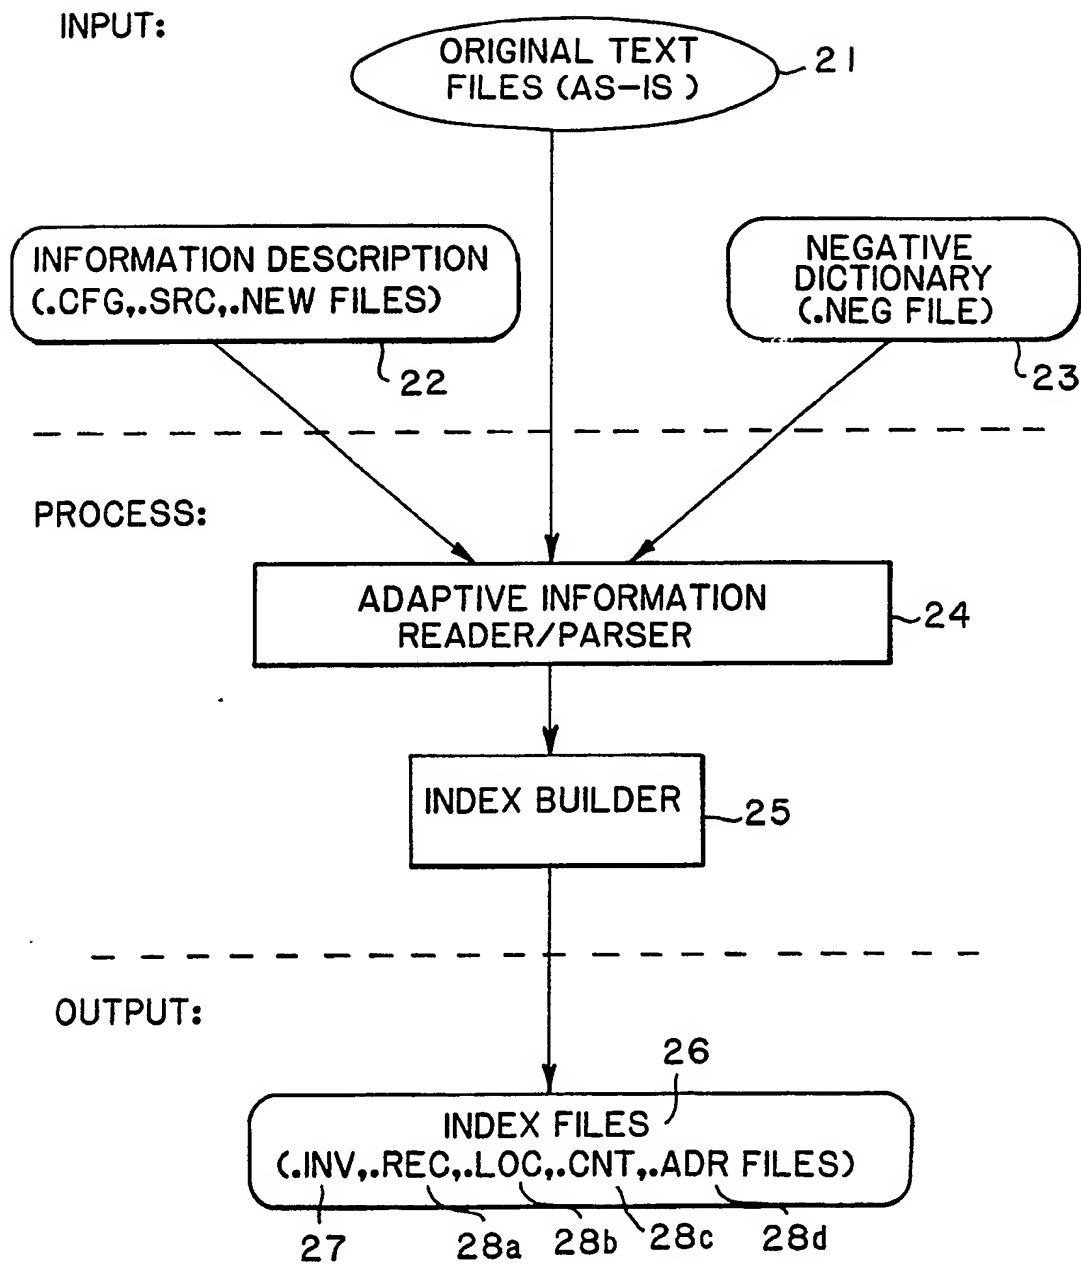 INPUT:
ORIGINAL TEXT
FILES (AS-IS)
21
INFORMATION DESCRIPTION
(.CFG,.SRC,.NEW FILES)
22
NEGATIVE
DICTIONARY
(.NEG FILE)
23
PROCESS:
ADAPTIVE INFORMATION
READER/PARSER
24
INDEX BUILDER
25
OUTPUT:
26
INDEX FILES
(.INV,.REC,.LOC,.CNT,.ADR FILES)
27
28a
28b
28c
28d